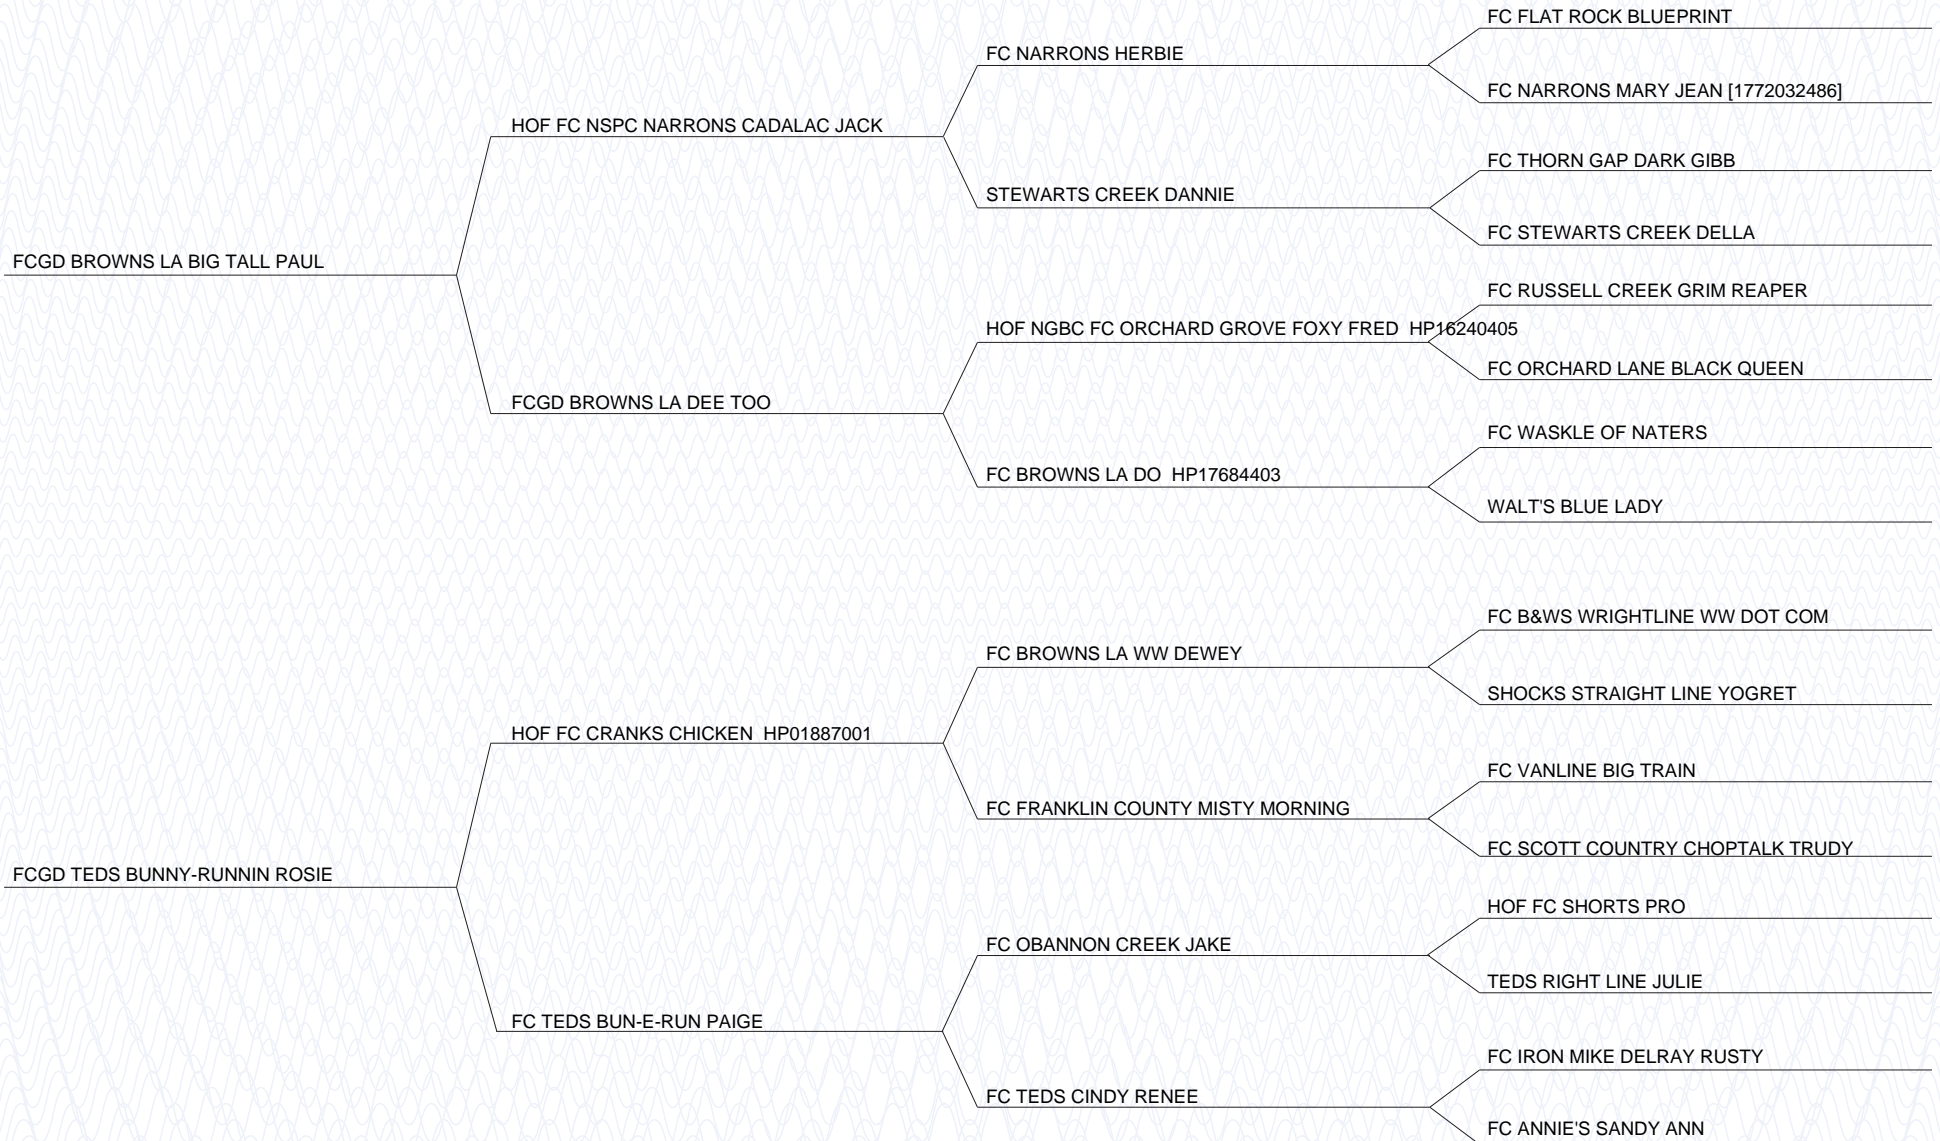 FC FLAT ROCK BLUEPRINT
FC NARRONS HERBIE
FC NARRONS MARY JEAN [1772032486]
HOF FC NSPC NARRONS CADALAC JACK
FC THORN GAP DARK GIBB
STEWARTS CREEK DANNIE
FC STEWARTS CREEK DELLA
FCGD BROWNS LA BIG TALL PAUL
FC RUSSELL CREEK GRIM REAPER
HOF NGBC FC ORCHARD GROVE FOXY FRED HP16240405
FC ORCHARD LANE BLACK QUEEN
FCGD BROWNS LA DEE TOO
FC WASKLE OF NATERS
FC BROWNS LA DO HP17684403
WALT'S BLUE LADY
FC B&WS WRIGHTLINE WW DOT COM
FC BROWNS LA WW DEWEY
SHOCKS STRAIGHT LINE YOGRET
HOF FC CRANKS CHICKEN HP01887001
FC VANLINE BIG TRAIN
FC FRANKLIN COUNTY MISTY MORNING
FC SCOTT COUNTRY CHOPTALK TRUDY
FCGD TEDS BUNNY-RUNNIN ROSIE
HOF FC SHORTS PRO
FC OBANNON CREEK JAKE
TEDS RIGHT LINE JULIE
FC TEDS BUN-E-RUN PAIGE
FC IRON MIKE DELRAY RUSTY
FC TEDS CINDY RENEE
FC ANNIE'S SANDY ANN